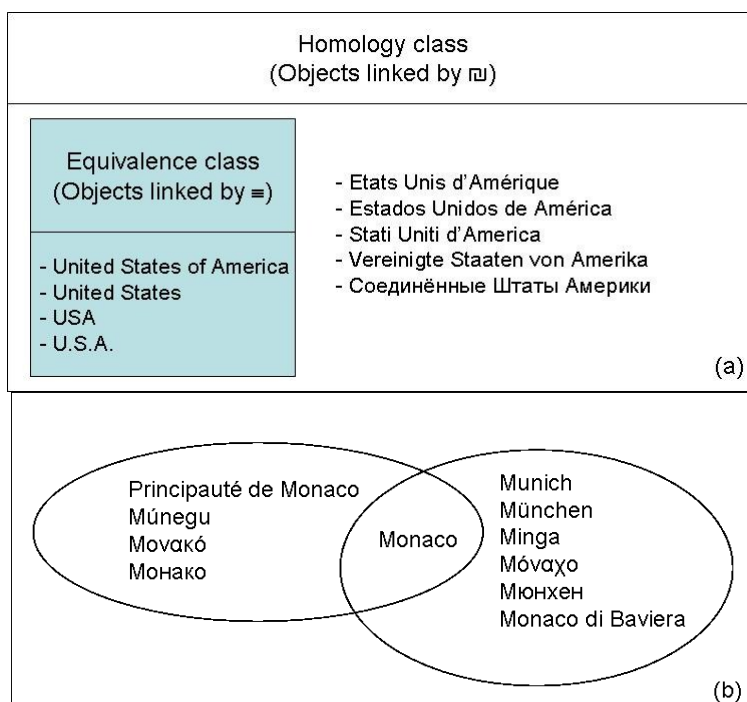 Homology class
(Objects linked by ₪)
Equivalence class
(Objects linked by ≡)
- United States of America
- United States
- USA
- U.S.A.
- Etats Unis d'Amérique
- Estados Unidos de América
- Stati Uniti d'America
- Vereinigte Staaten von Amerika
- Соединённые Штаты Америки
(a)
Principauté de Monaco
Múnegu
Μονακό
Монако
Monaco
Munich
München
Minga
Μόναχο
Мюнхен
Monaco di Baviera
(b)